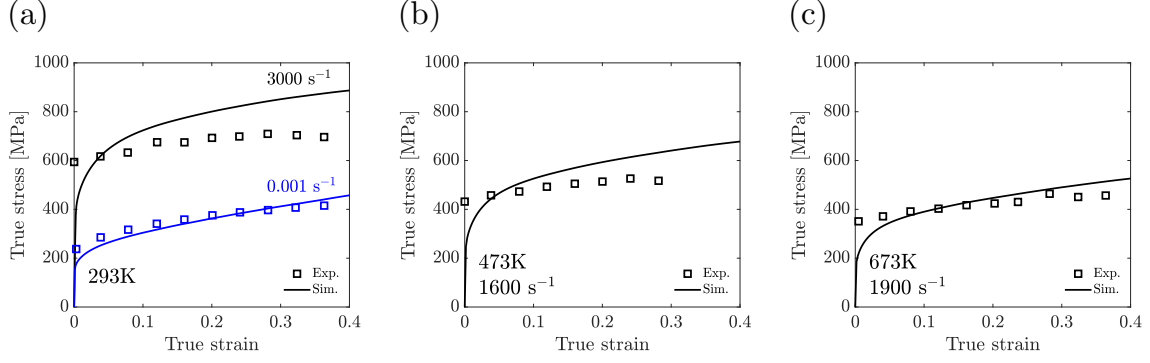 (a)
1000
800
600
400
200
0
0
0.1
0.2
0.3
0.4
True stress [MPa]
True strain
3000 s⁻¹
0.001 s⁻¹
293K
Exp.
Sim.
(b)
1000
800
600
400
200
0
0
0.1
0.2
0.3
0.4
True stress [MPa]
True strain
473K
1600 s⁻¹
Exp.
Sim.
(c)
1000
800
600
400
200
0
0
0.1
0.2
0.3
0.4
True stress [MPa]
True strain
673K
1900 s⁻¹
Exp.
Sim.